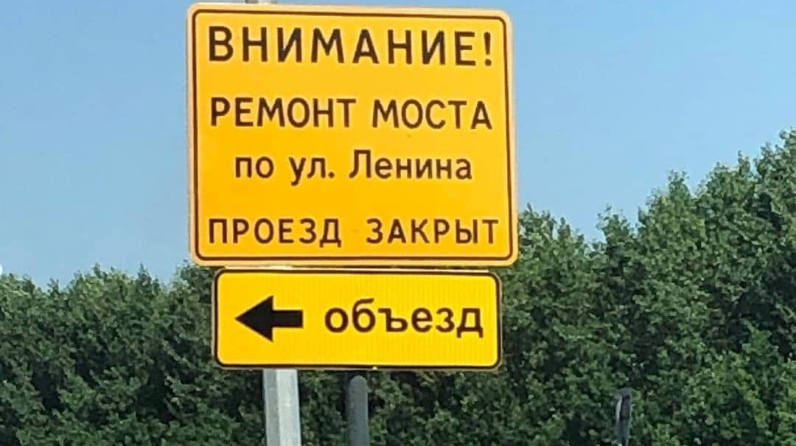 ВНИМАНИЕ!
РЕМОНТ МОСТА
по ул. Ленина
ПРОЕЗД ЗАКРЫТ
объезд